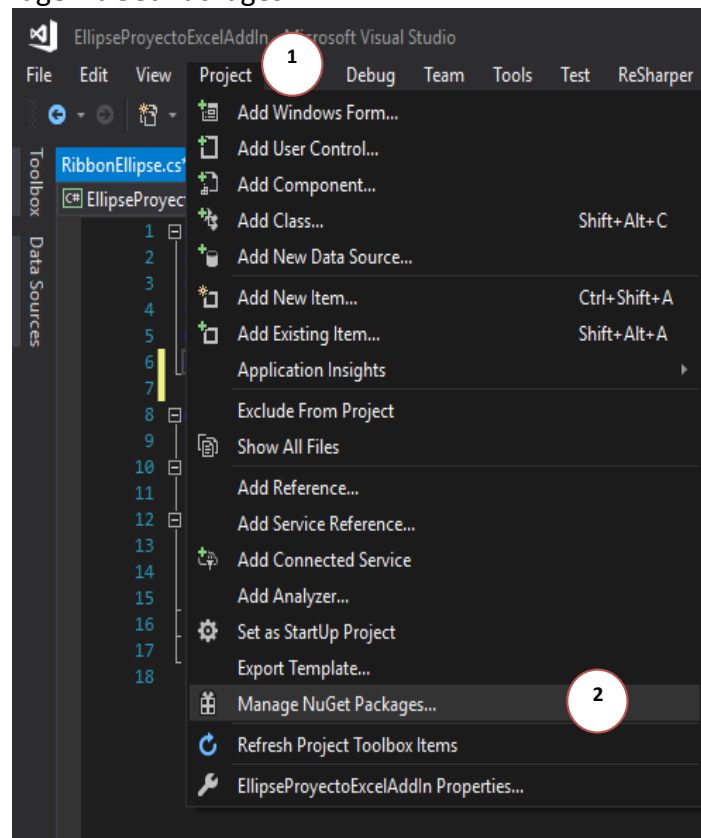 EllipseProyectoExcelAddIn - Microsoft Visual Studio
File Edit View Project 1 Debug Team Tools Test ReSharper
Toolbox
Data Sources
RibbonEllipse.cs*
C# EllipseProyec
1
2
3
4
5
6
7
8
9
10
11
12
13
14
15
16
17
18
Add Windows Form...
Add User Control...
Add Component...
Add Class... Shift+Alt+C
Add New Data Source...
Add New Item... Ctrl+Shift+A
Add Existing Item... Shift+Alt+A
Application Insights
Exclude From Project
Show All Files
Add Reference...
Add Service Reference...
Add Connected Service
Add Analyzer...
Set as StartUp Project
Export Template...
Manage NuGet Packages... 2
Refresh Project Toolbox Items
EllipseProyectoExcelAddIn Properties...